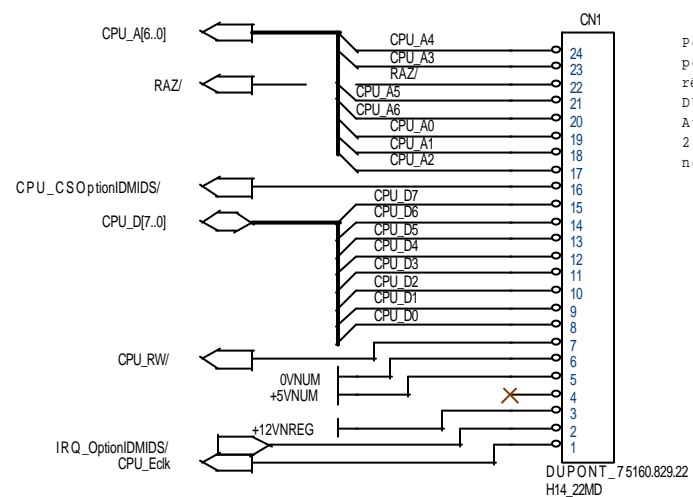 CN1
CPU_A[6..0]
CPU_A4
24
CPU_A3
23
RAZ/
RAZ/
22
CPU_A5
21
CPU_A6
20
CPU_A0
19
CPU_A1
18
CPU_A2
17
CPU_CSOptionIDMIDS/
16
CPU_D[7..0]
CPU_D7
15
CPU_D6
14
CPU_D5
13
CPU_D4
12
CPU_D3
11
CPU_D2
10
CPU_D1
9
CPU_D0
8
7
CPU_RW/
6
0VNUM
5
+5VNUM
4
3
+12VNREG
2
IRQ_OptionIDMIDS/
1
CPU_Eclk
DUPONT_75160.829.22
H14_22MD